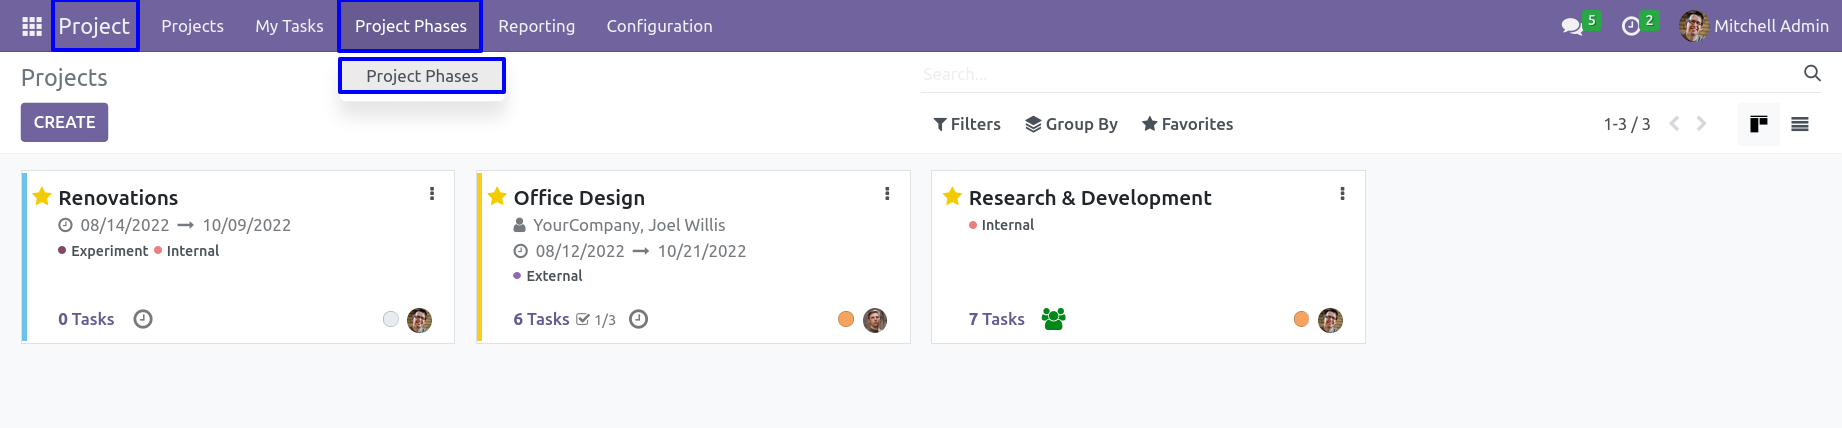 Project Projects My Tasks Project Phases Reporting Configuration 5 2 Mitchell Admin
Projects Project Phases Search...
CREATE Filters Group By Favorites 1-3 / 3
Renovations
08/14/2022 → 10/09/2022
Experiment Internal
0 Tasks
Office Design
YourCompany, Joel Willis
08/12/2022 → 10/21/2022
External
6 Tasks 1/3
Research & Development
Internal
7 Tasks